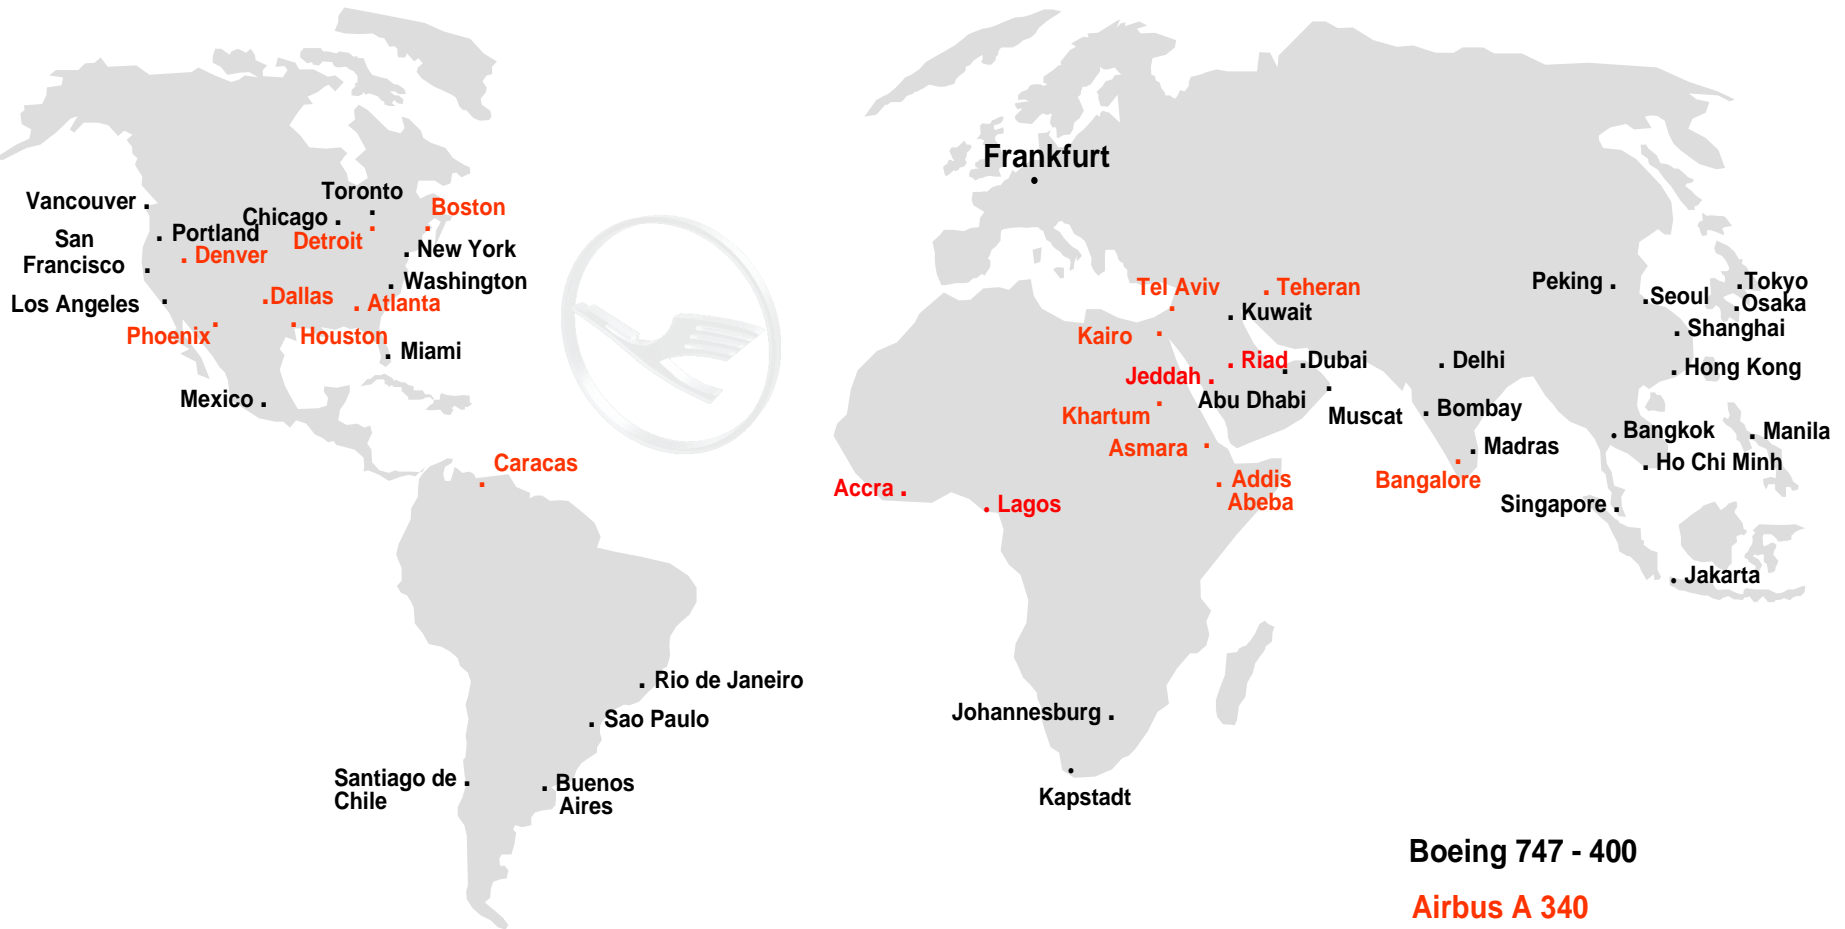 Frankfurt
Vancouver
Toronto
Boston
Chicago
Portland
Detroit
San
Francisco
Denver
New York
Washington
Los Angeles
Dallas
Atlanta
Phoenix
Houston
Miami
Mexico
Caracas
Rio de Janeiro
Sao Paulo
Santiago de
Chile
Buenos
Aires
Tel Aviv
Teheran
Kuwait
Kairo
Riad
Dubai
Jeddah
Abu Dhabi
Muscat
Khartum
Asmara
Addis
Abeba
Accra
Lagos
Johannesburg
Kapstadt
Delhi
Bombay
Madras
Bangalore
Peking
Seoul
Tokyo
Osaka
Shanghai
Hong Kong
Bangkok
Manila
Ho Chi Minh
Singapore
Jakarta
Boeing 747 - 400
Airbus A 340